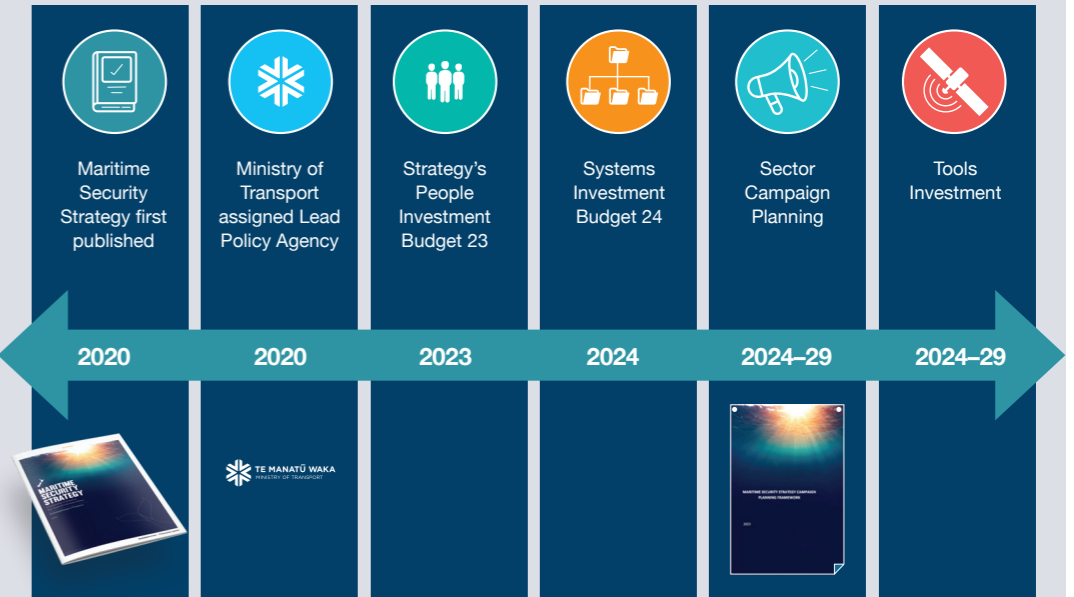 Maritime
Security
Strategy first
published
Ministry of
Transport
assigned Lead
Policy Agency
Strategy's
People
Investment
Budget 23
Systems
Investment
Budget 24
Sector
Campaign
Planning
Tools
Investment
2020
2020
2023
2024
2024–29
2024–29
MARITIME
SECURITY
STRATEGY
TE MANATŪ WAKA
MINISTRY OF TRANSPORT
MARITIME SECURITY STRATEGY CAMPAIGN
PLANNING FRAMEWORK